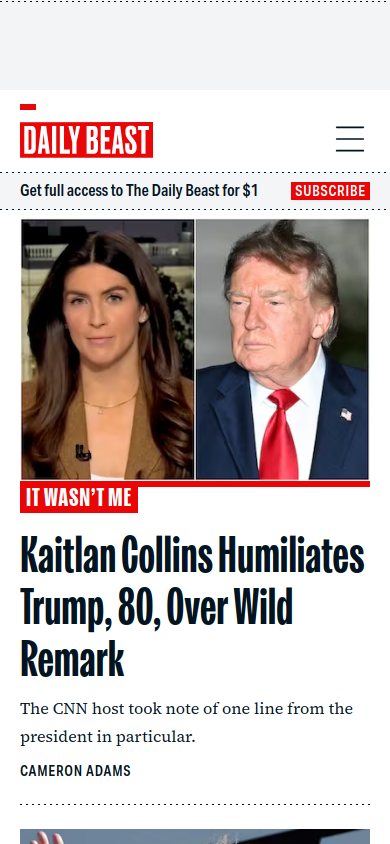 DAILY BEAST
Get full access to The Daily Beast for $1
SUBSCRIBE
IT WASN'T ME
Kaitlan Collins Humiliates
Trump, 80, Over Wild
Remark
The CNN host took note of one line from the
president in particular.
CAMERON ADAMS